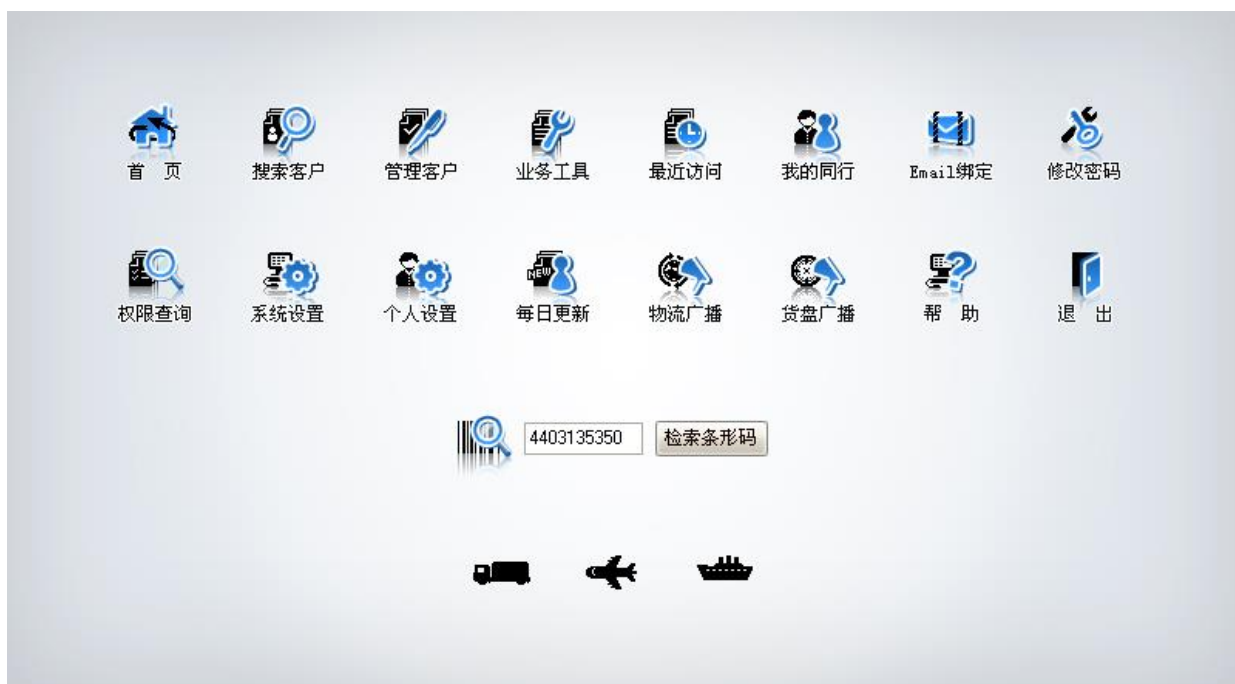 首 页 搜索客户 管理客户 业务工具 最近访问 我的同行 Email绑定 修改密码
NEW
权限查询 系统设置 个人设置 每日更新 物流广播 货盘广播 帮 助 退 出
4403135350 检索条形码